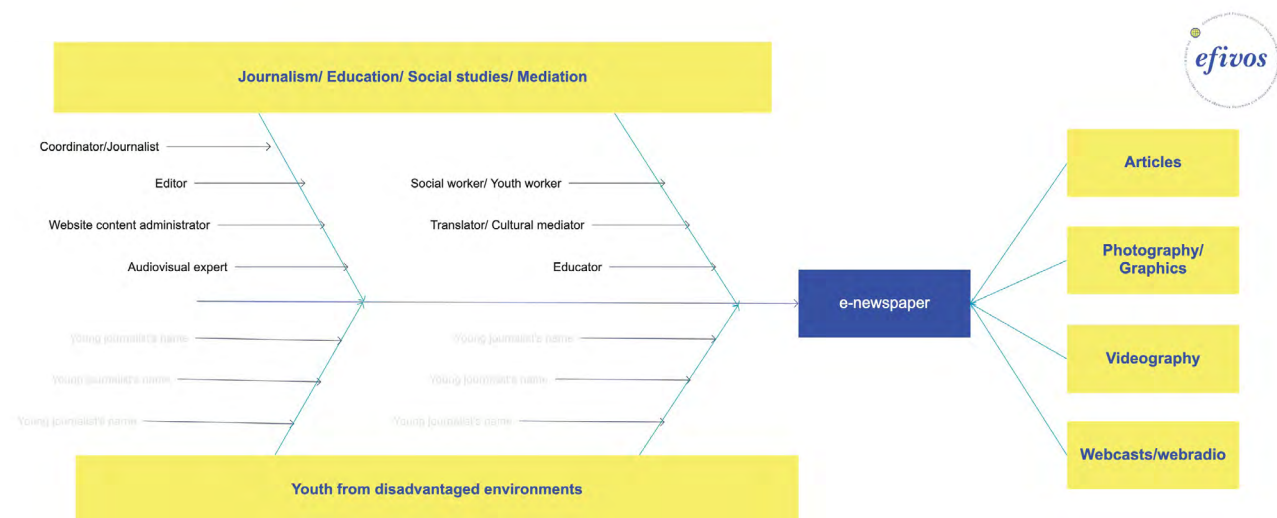 Journalism/ Education/ Social studies/ Mediation
efivos
Coordinator/Journalist
Editor
Website content administrator
Audiovisual expert
Social worker/ Youth worker
Translator/ Cultural mediator
Educator
Young journalist's name
Young journalist's name
Young journalist's name
Young journalist's name
Young journalist's name
Young journalist's name
Youth from disadvantaged environments
e-newspaper
Articles
Photography/
Graphics
Videography
Webcasts/webradio